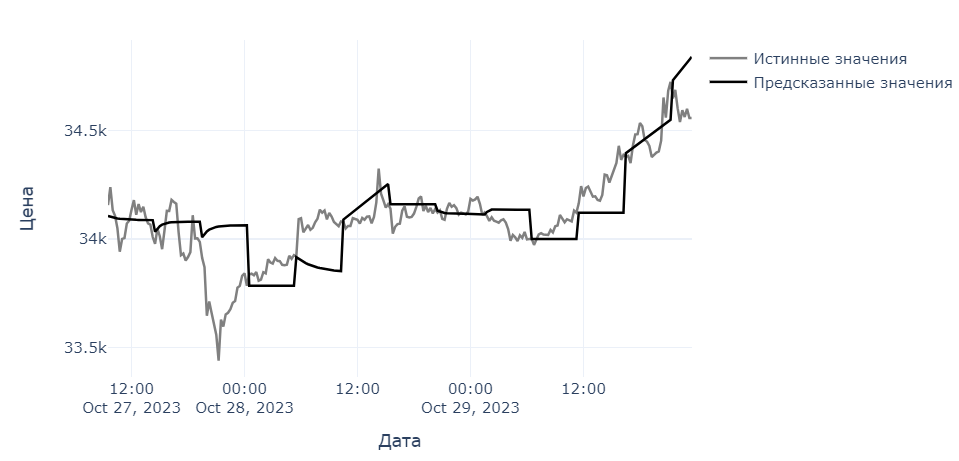 Истинные значения
Предсказанные значения
34.5k
34k
33.5k
Цена
12:00 00:00 12:00 00:00 12:00
Oct 27, 2023 Oct 28, 2023 Oct 29, 2023
Дата